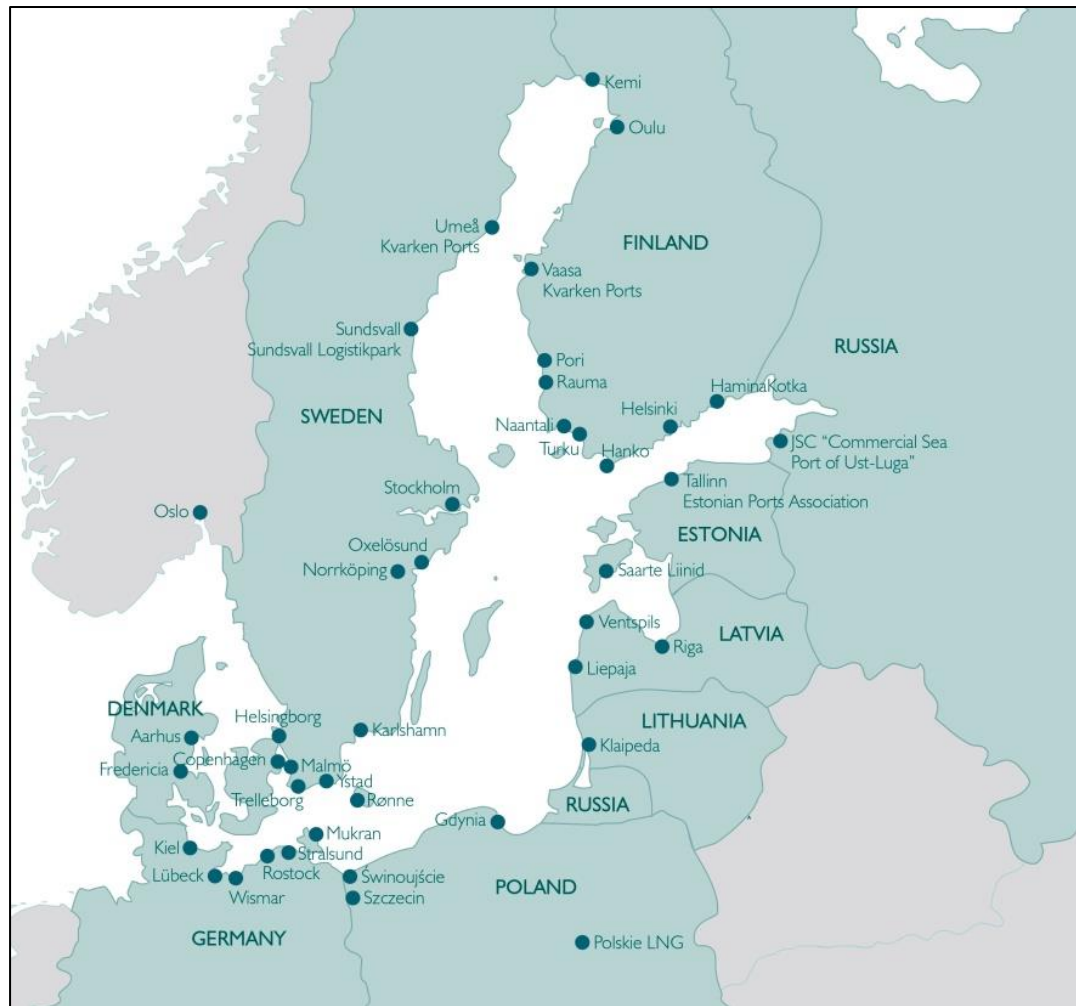 Kemi
Oulu
Umeå
Kvarken Ports
FINLAND
Vaasa
Kvarken Ports
Sundsvall
Sundsvall Logistikpark
RUSSIA
Pori
Rauma
HaminaKotka
SWEDEN
Naantali
Helsinki
Turku
Hanko
JSC “Commercial Sea
Port of Ust-Luga”
Stockholm
Tallinn
Estonian Ports Association
Oslo
ESTONIA
Oxelösund
Norrköping
Saarte Liinid
Ventspils
LATVIA
Riga
Liepaja
DENMARK
Helsingborg
LITHUANIA
Karlshamn
Aarhus
Klaipeda
Copenhagen
Malmö
Fredericia
Ystad
Trelleborg
Rønne
RUSSIA
Gdynia
Mukran
Kiel
Stralsund
Rostock
Lübeck
Świnoujście
POLAND
Wismar
Szczecin
GERMANY
Polskie LNG